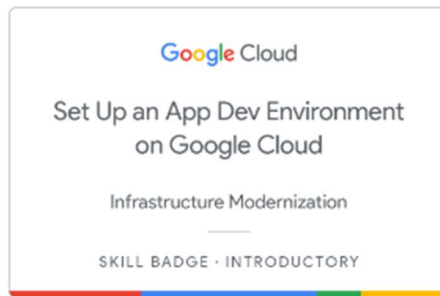 Google Cloud
Set Up an App Dev Environment
on Google Cloud
Infrastructure Modernization
SKILL BADGE · INTRODUCTORY